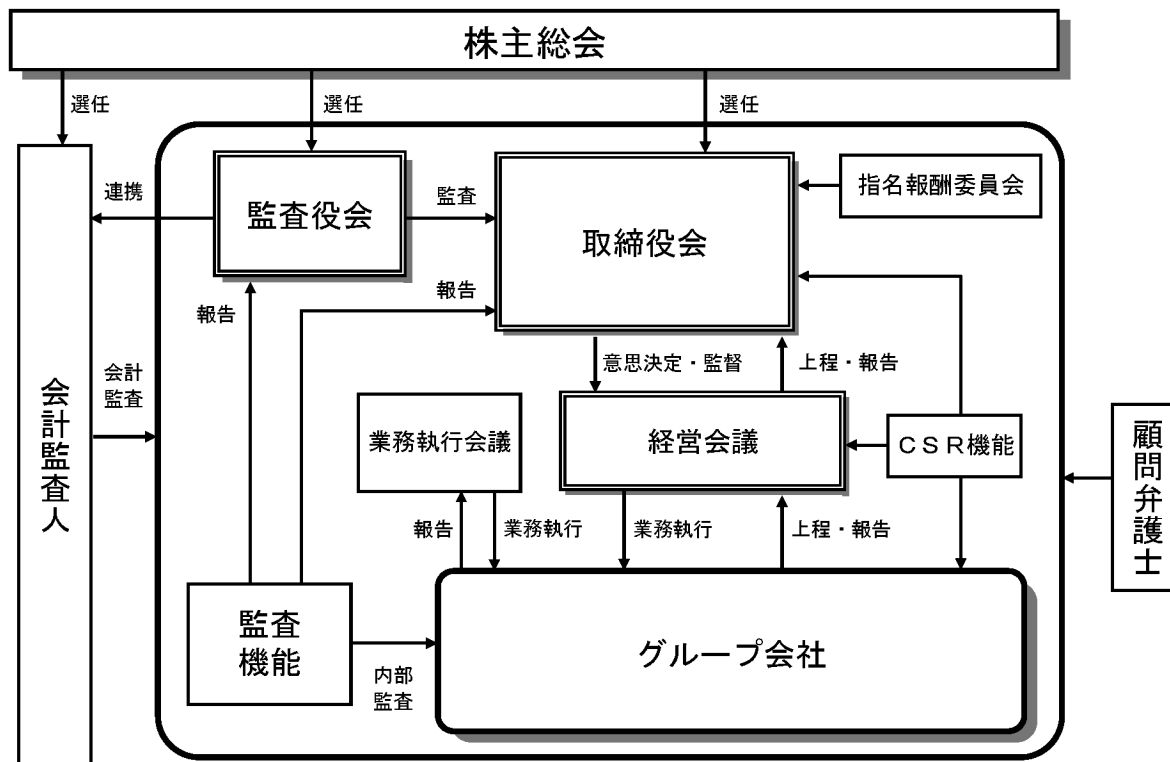 株主総会
選任
選任
選任
連携
監査役会
監査
取締役会
指名報酬委員会
報告
報告
意思決定・監督
上程・報告
会計
監査
会計監査人
業務執行会議
経営会議
ＣＳＲ機能
顧問弁護士
報告
業務執行
業務執行
上程・報告
監査
機能
内部
監査
グループ会社